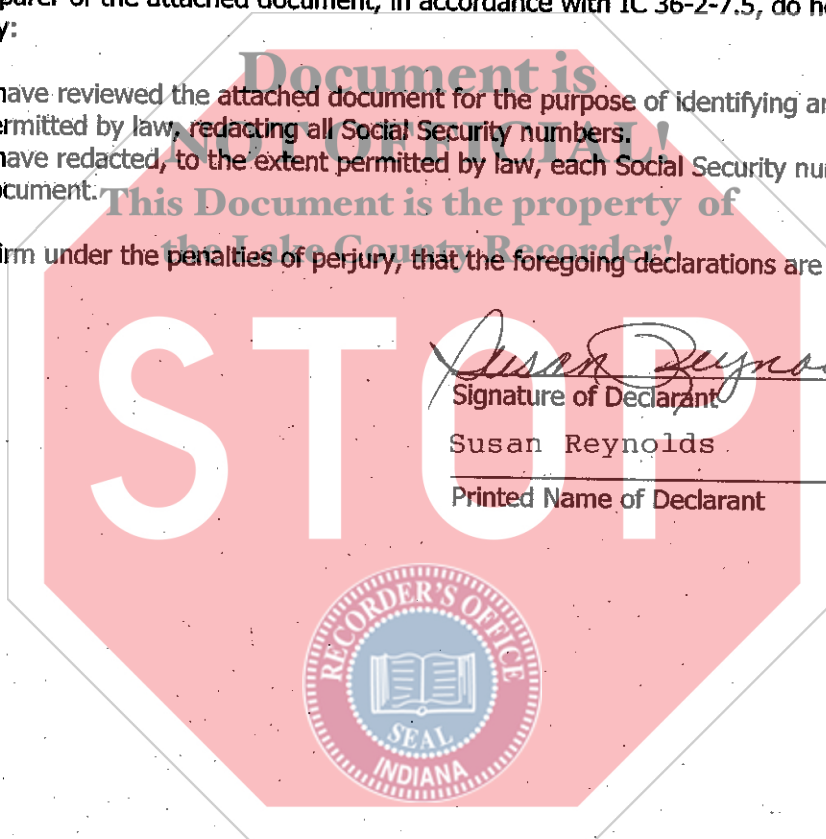 parer of the attached document, in accordance with IC 36-2-7.5, do he
y:
Document is
have reviewed the attached document for the purpose of identifying an
ermitted by law, redacting all Social Security numbers.
NOT OFFICIAL!
have redacted, to the extent permitted by law, each Social Security nu
ocument.
This Document is the property of
the Lake County Recorder!
irm under the penalties of perjury, that the foregoing declarations are
STOP
Susan Reyno
Signature of Declarant
Susan Reynolds
Printed Name of Declarant
RECORDER'S OFFICE
SEAL
INDIANA